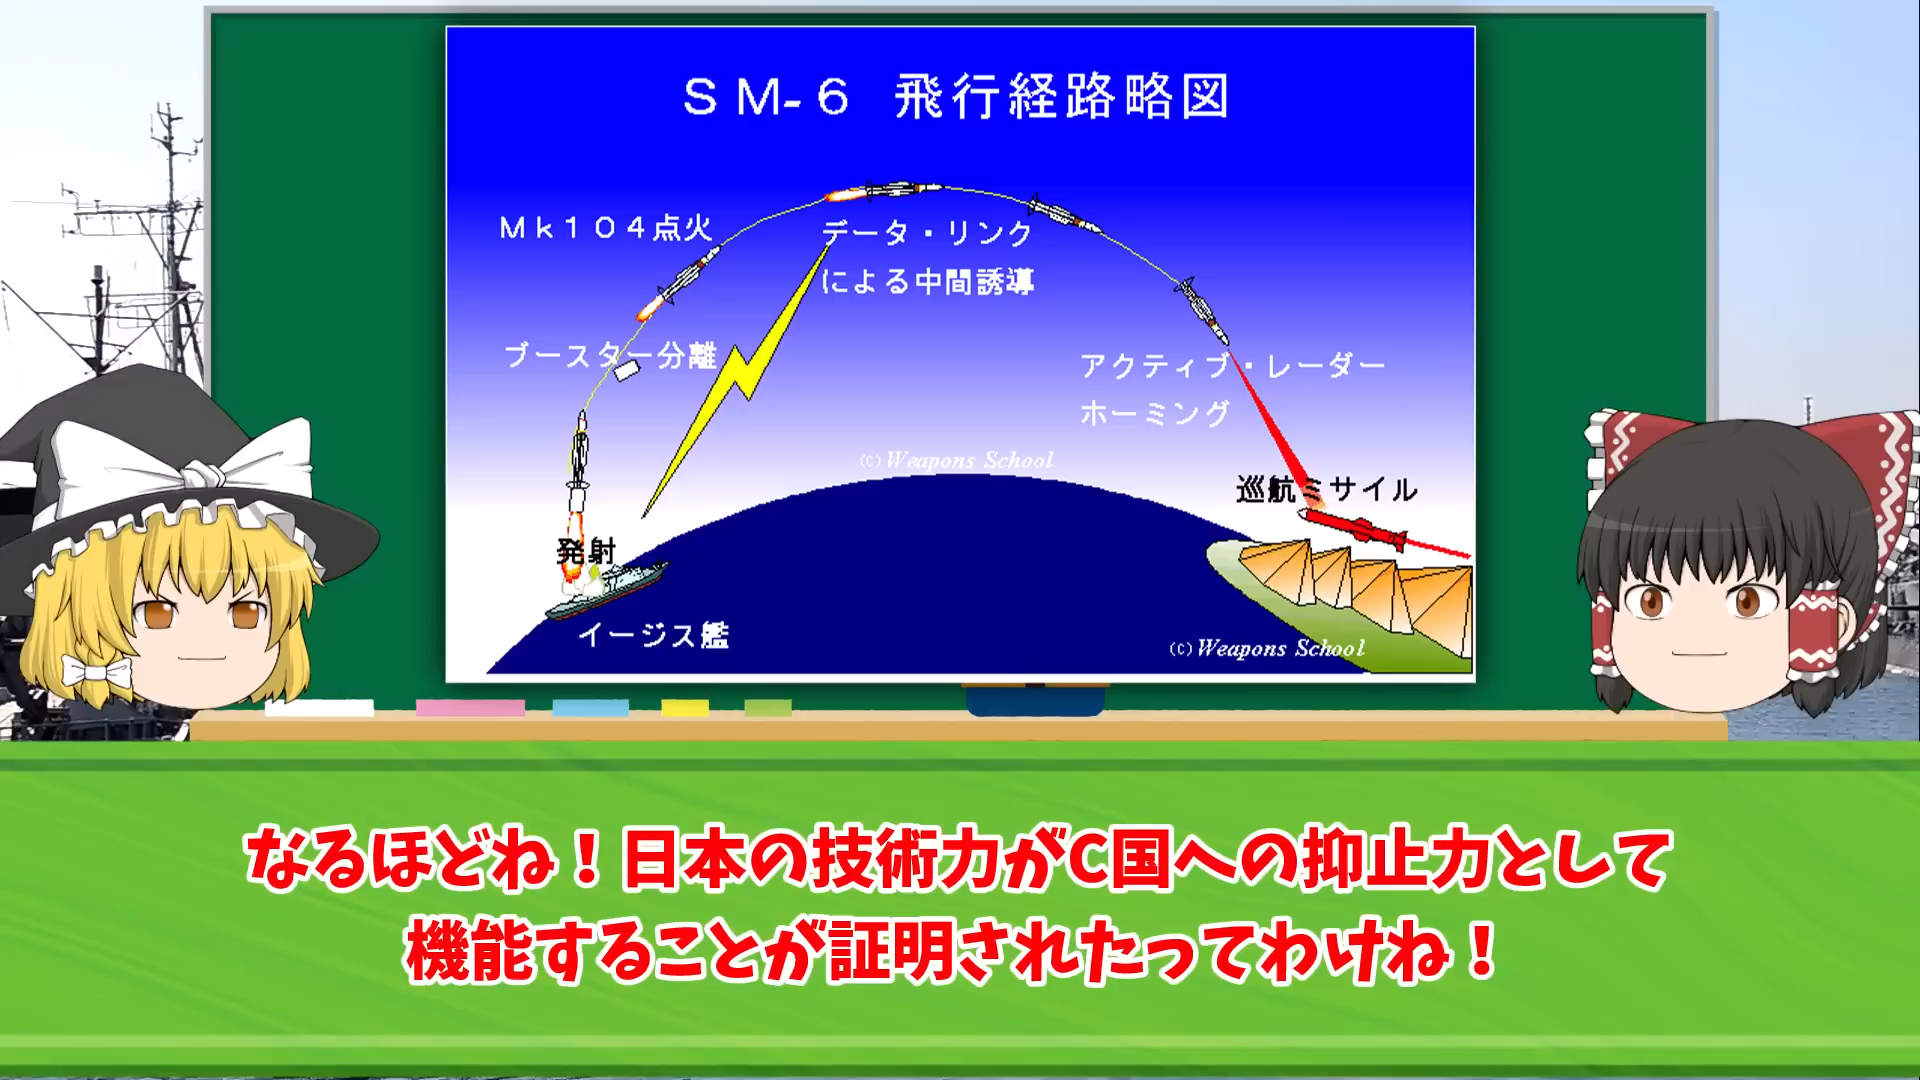 ＳＭ-６　飛行経路略図
Ｍｋ１０４点火
データ・リンク
による中間誘導
ブースター分離
アクティブ・レーダー
ホーミング
(C) Weapons School
巡航ミサイル
発射
イージス艦
(C) Weapons School
なるほどね！日本の技術力がC国への抑止力として
機能することが証明されたってわけね！